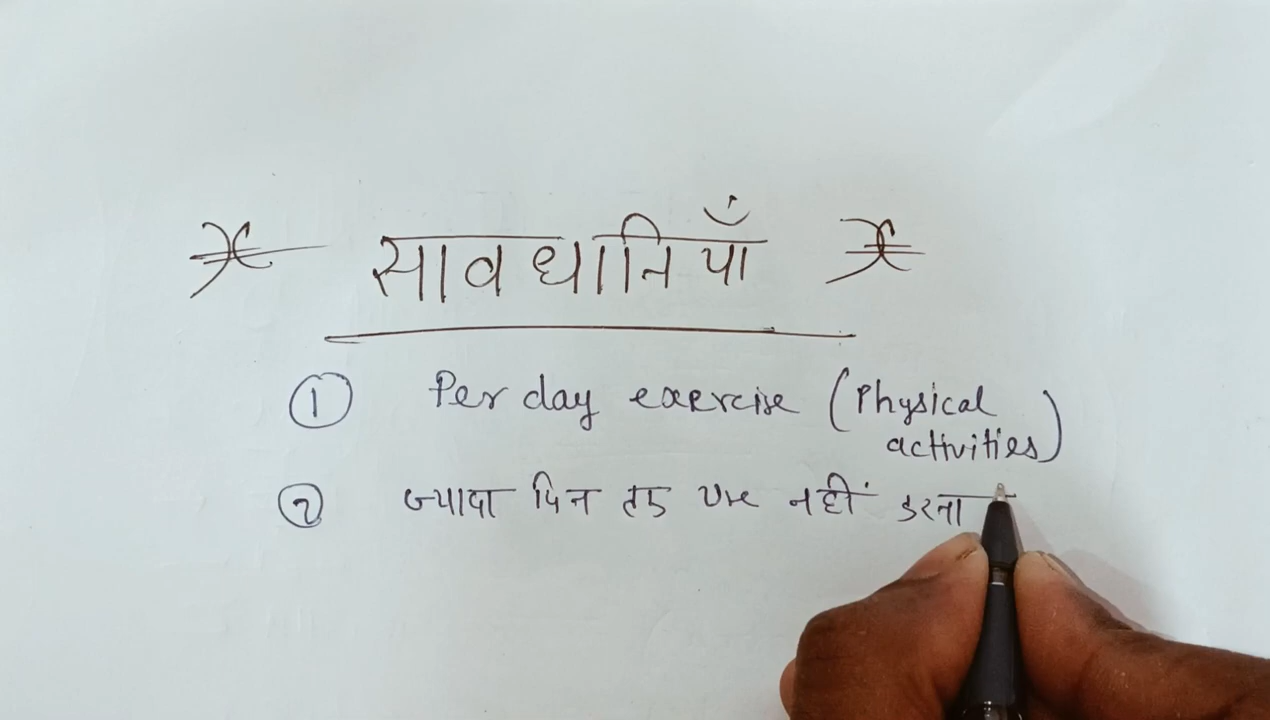 सावधानियाँ
① Per day exercise (Physical
activities)
② ज्यादा दिन तक use नहीं करना